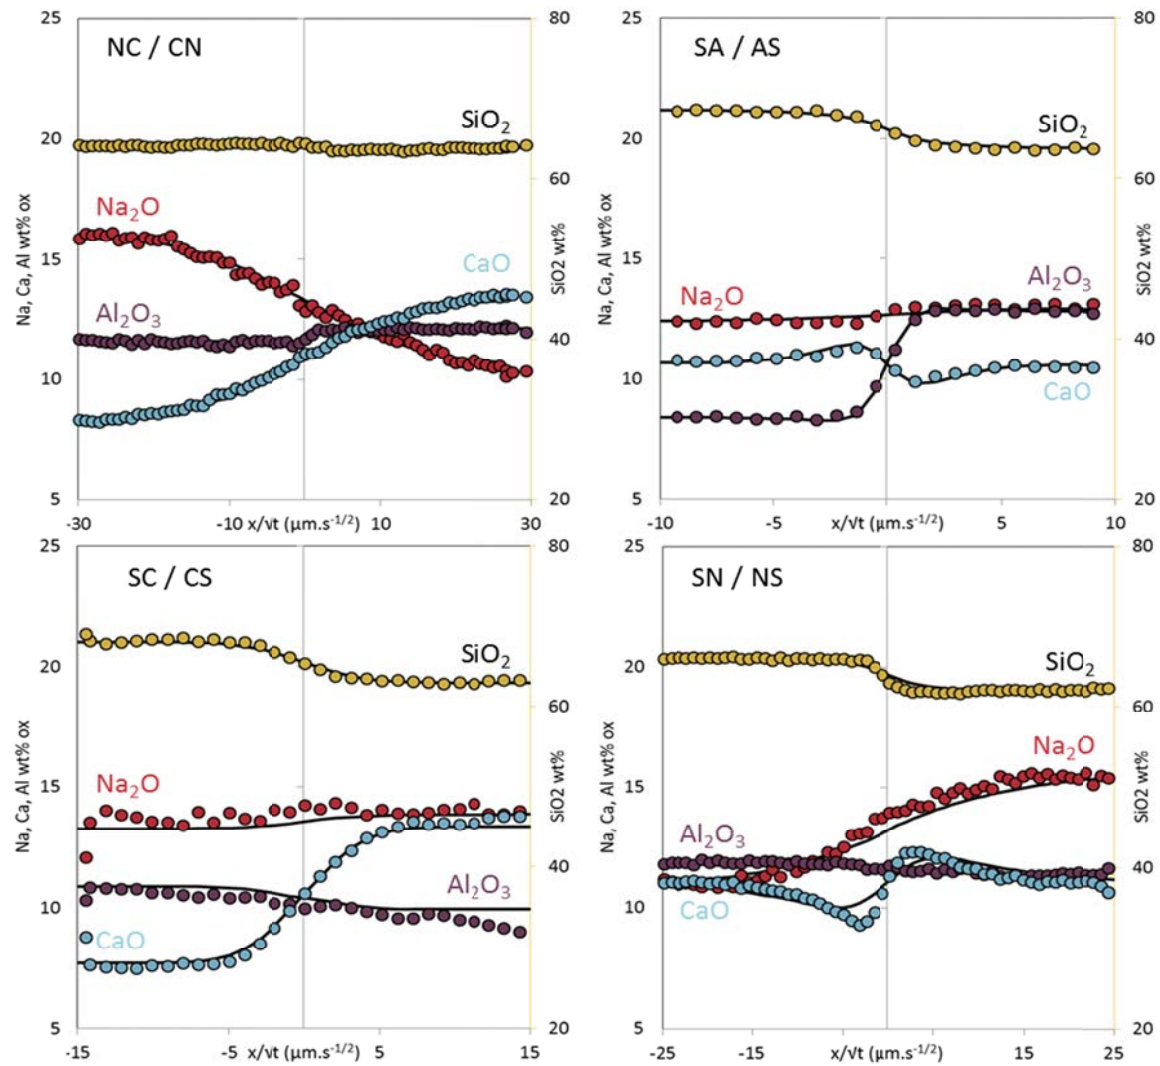 25
80
25
80
NC / CN
SA / AS
SiO2
SiO2
20
20
60
60
Na2O
15
15
CaO
Al2O3
Al2O3
Na2O
40
40
10
10
CaO
5
20
5
20
-30
-10
x/√t (µm.s-1/2)
10
30
-10
-5
x/√t (µm.s-1/2)
5
10
Na, Ca, Al wt% ox
SiO2 wt%
Na, Ca, Al wt% ox
SiO2 wt%
25
80
25
80
SC / CS
SN / NS
SiO2
SiO2
20
20
60
60
Na2O
Na2O
15
15
Al2O3
40
40
Al2O3
10
CaO
10
CaO
5
20
5
20
-15
-5
x/√t (µm.s-1/2)
5
15
-25
-15
x/√t (µm.s-1/2)
15
25
Na, Ca, Al wt% ox
SiO2 wt%
Na, Ca, Al wt% ox
SiO2 wt%